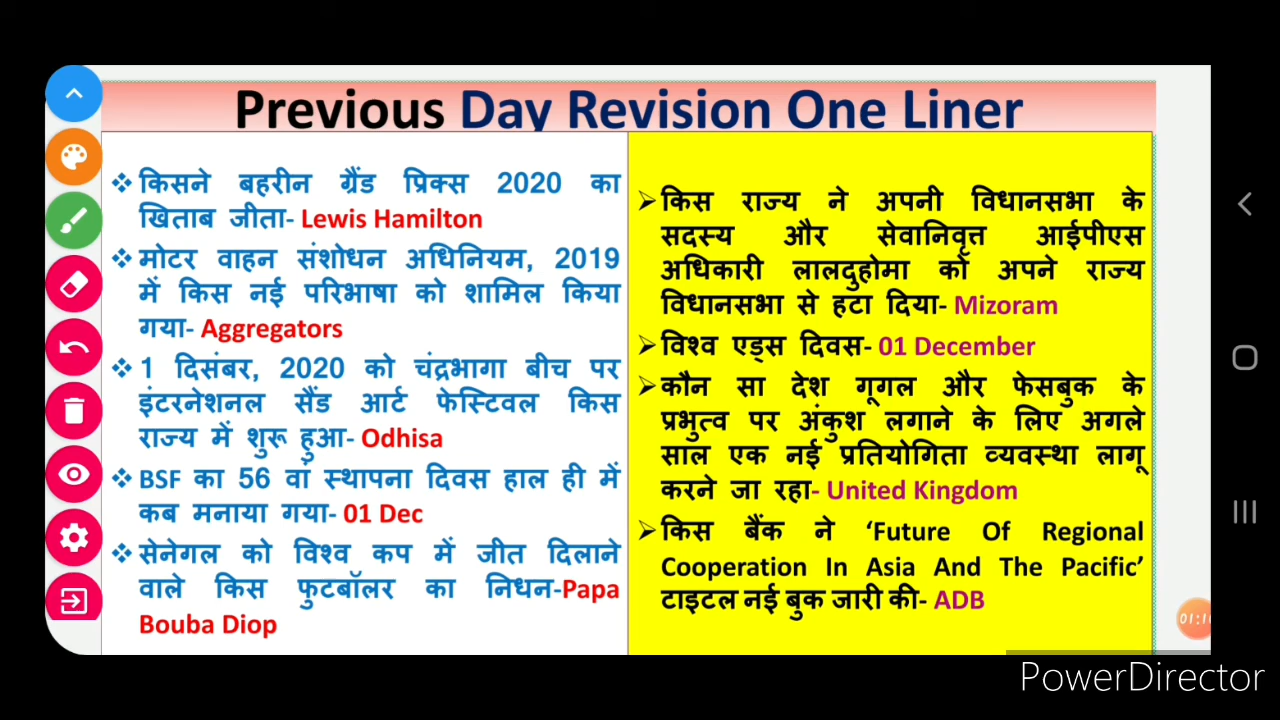 Previous Day Revision One Liner
❖ किसने बहरीन ग्रैंड प्रिक्स 2020 का
खिताब जीता- Lewis Hamilton
❖ मोटर वाहन संशोधन अधिनियम, 2019
में किस नई परिभाषा को शामिल किया
गया- Aggregators
❖ 1 दिसंबर, 2020 को चंद्रभागा बीच पर
इंटरनेशनल सैंड आर्ट फेस्टिवल किस
राज्य में शुरू हुआ- Odhisa
❖ BSF का 56 वां स्थापना दिवस हाल ही में
कब मनाया गया- 01 Dec
❖ सेनेगल को विश्व कप में जीत दिलाने
वाले किस फुटबॉलर का निधन-Papa
Bouba Diop
➢ किस राज्य ने अपनी विधानसभा के
सदस्य और सेवानिवृत्त आईपीएस
अधिकारी लालदुहोमा को अपने राज्य
विधानसभा से हटा दिया- Mizoram
➢ विश्व एड्स दिवस- 01 December
➢ कौन सा देश गूगल और फेसबुक के
प्रभुत्व पर अंकुश लगाने के लिए अगले
साल एक नई प्रतियोगिता व्यवस्था लागू
करने जा रहा- United Kingdom
➢ किस बैंक ने ‘Future Of Regional
Cooperation In Asia And The Pacific’
टाइटल नई बुक जारी की- ADB
PowerDirector